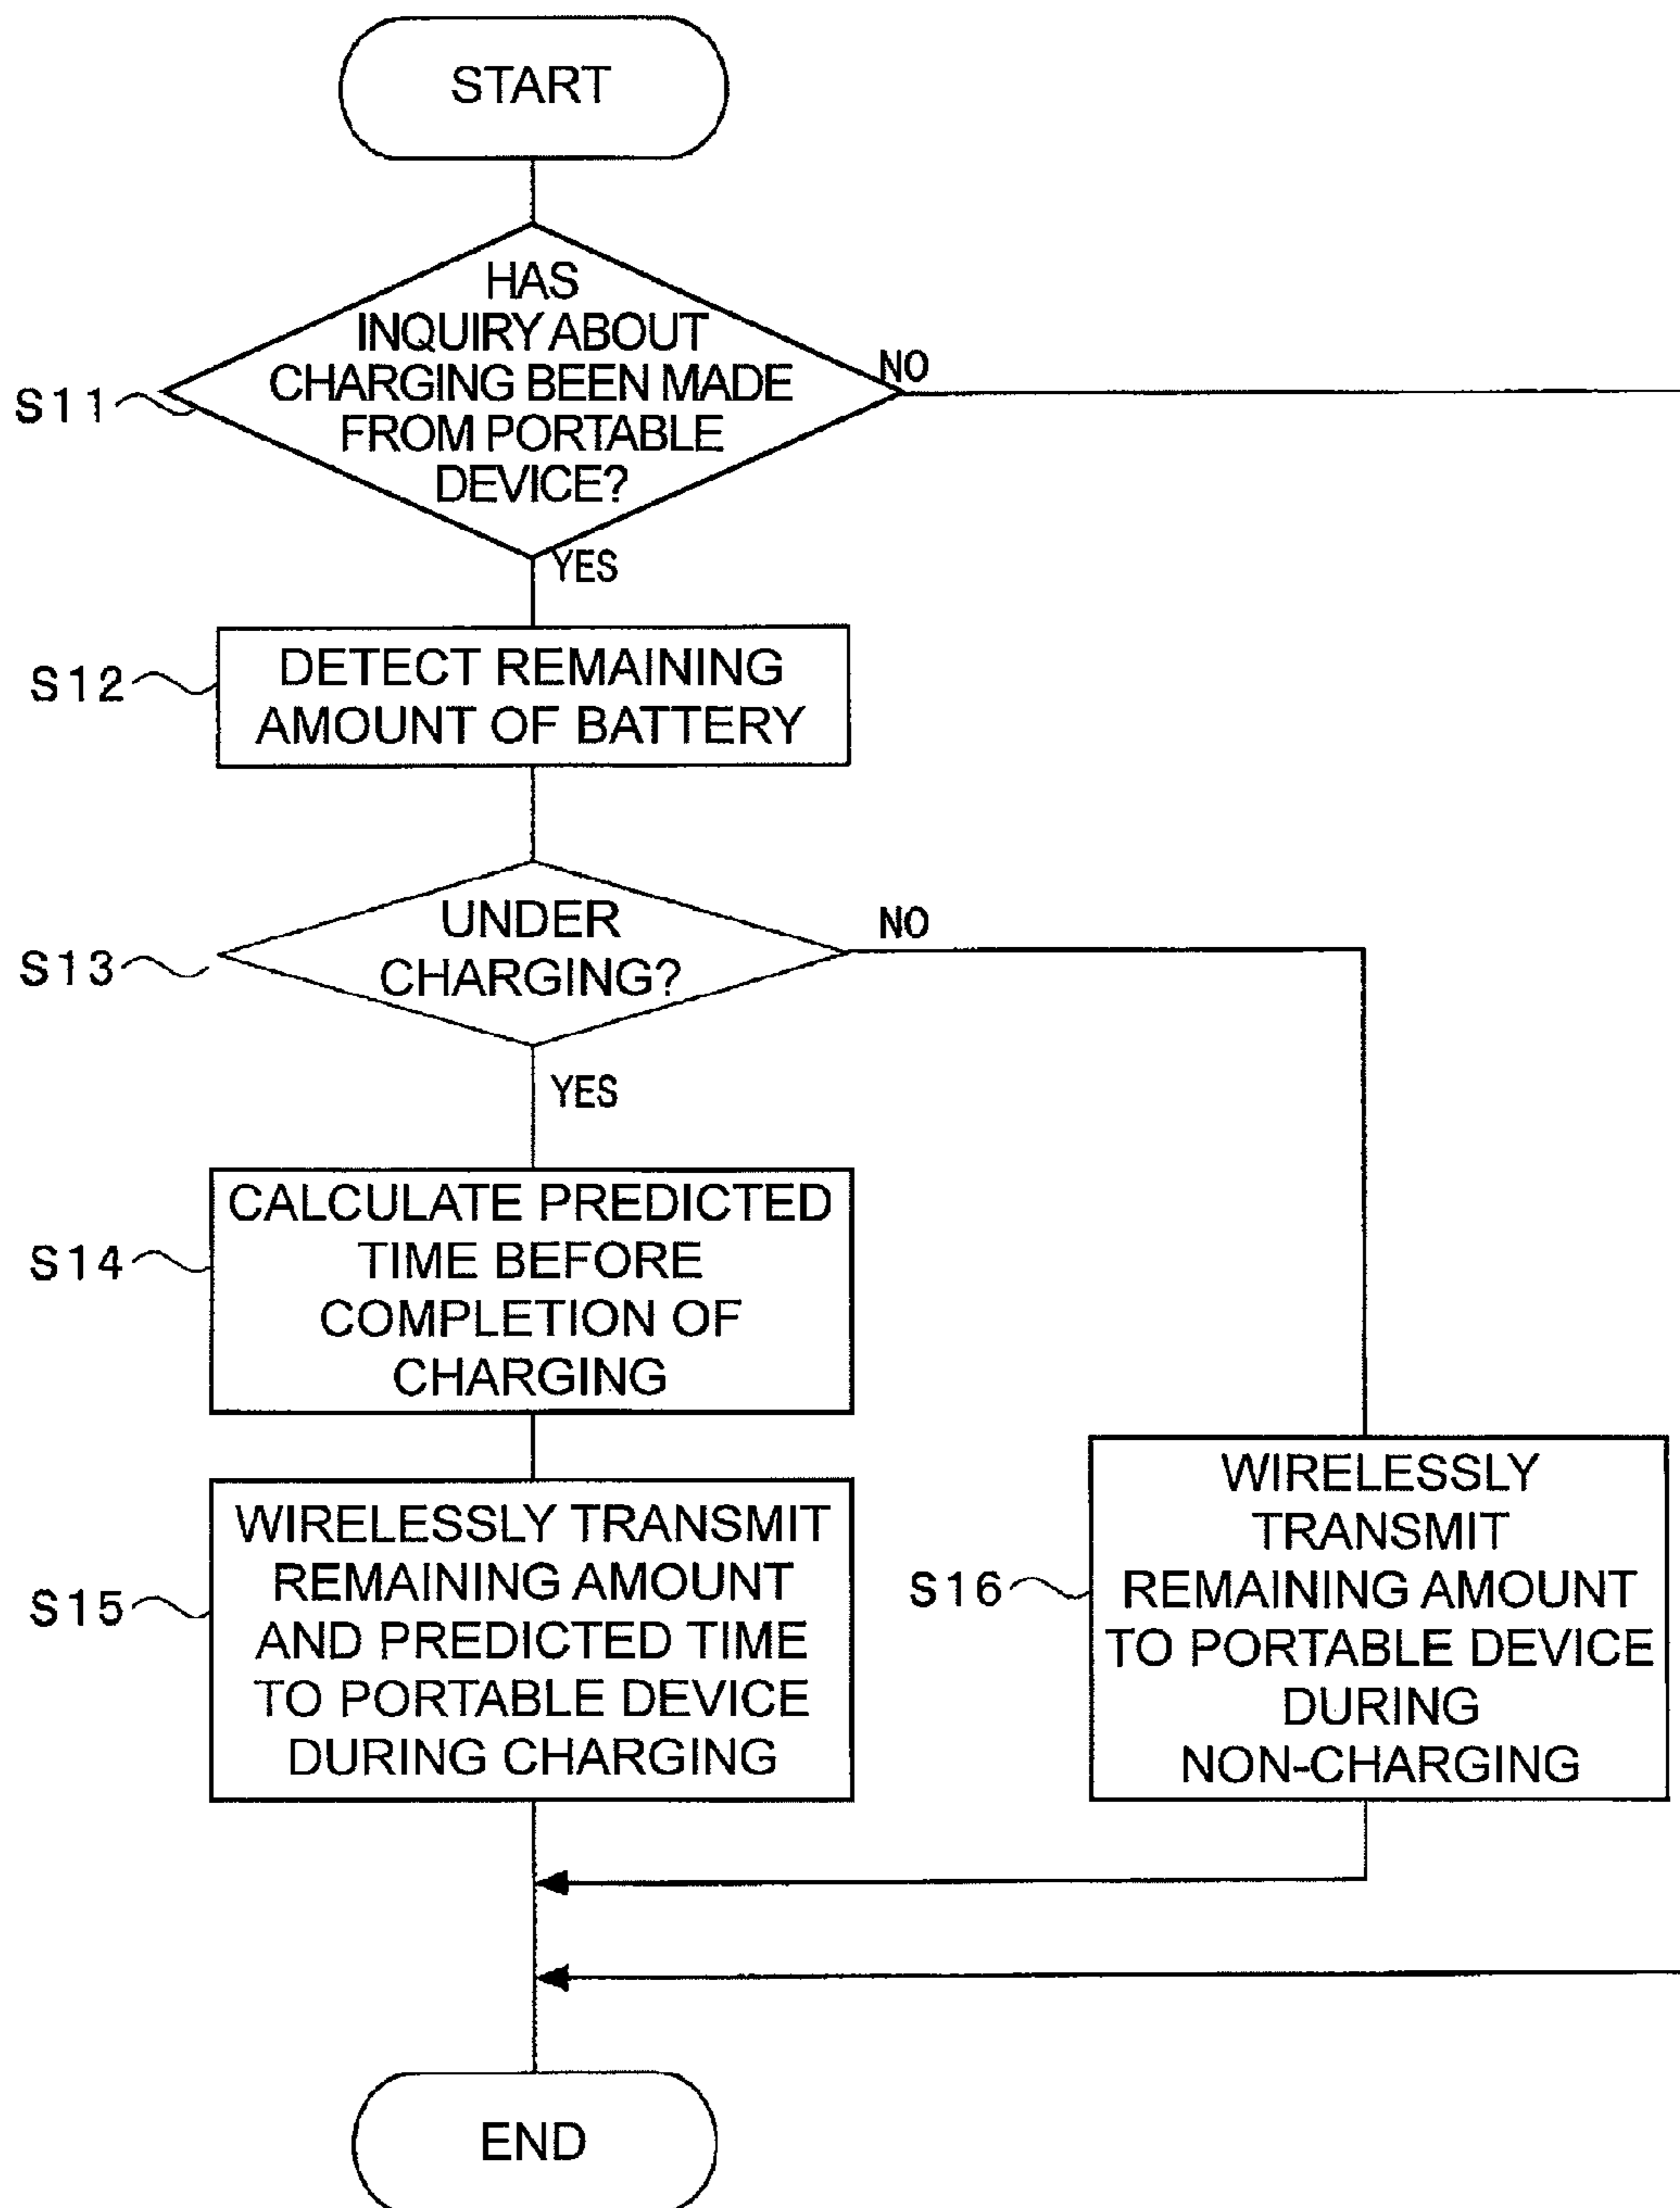 START
HAS
INQUIRY ABOUT
CHARGING BEEN MADE
FROM PORTABLE
DEVICE?
NO
S11
YES
S12
DETECT REMAINING
AMOUNT OF BATTERY
UNDER
CHARGING?
NO
S13
YES
S14
CALCULATE PREDICTED
TIME BEFORE
COMPLETION OF
CHARGING
S15
WIRELESSLY TRANSMIT
REMAINING AMOUNT
AND PREDICTED TIME
TO PORTABLE DEVICE
DURING CHARGING
S16
WIRELESSLY
TRANSMIT
REMAINING AMOUNT
TO PORTABLE DEVICE
DURING
NON-CHARGING
END